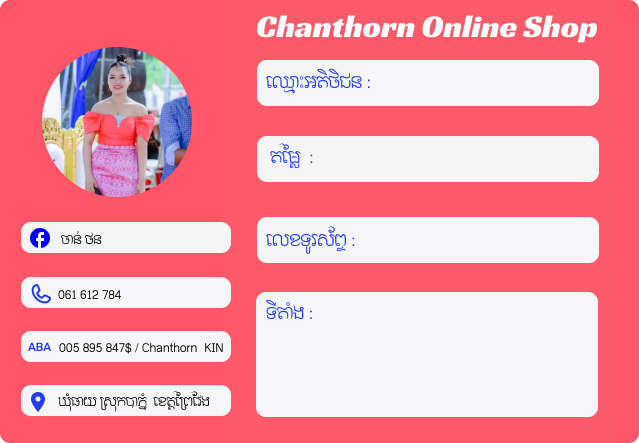 Chanthorn Online Shop
ឈ្មោះអតិថិជន :
តម្លៃ :
លេខទូរស័ព្ទ :
ទីតាំង :
ចាន់ ថន
061 612 784
ABA 005 895 847$ / Chanthorn KIN
ឃុំឆាយ ស្រុកបាភ្នំ ខេត្តព្រៃវែង